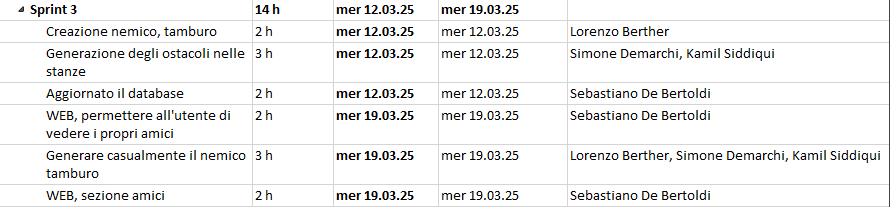 Sprint 3 14 h mer 12.03.25 mer 19.03.25
Creazione nemico, tamburo 2 h mer 12.03.25 mer 12.03.25 Lorenzo Berther
Generazione degli ostacoli nelle 3 h mer 12.03.25 mer 12.03.25 Simone Demarchi, Kamil Siddiqui
stanze
Aggiornato il database 2 h mer 12.03.25 mer 12.03.25 Sebastiano De Bertoldi
WEB, permettere all'utente di 2 h mer 19.03.25 mer 19.03.25 Sebastiano De Bertoldi
vedere i propri amici
Generare casualmente il nemico 3 h mer 19.03.25 mer 19.03.25 Lorenzo Berther, Simone Demarchi, Kamil Siddiqui
tamburo
WEB, sezione amici 2 h mer 19.03.25 mer 19.03.25 Sebastiano De Bertoldi